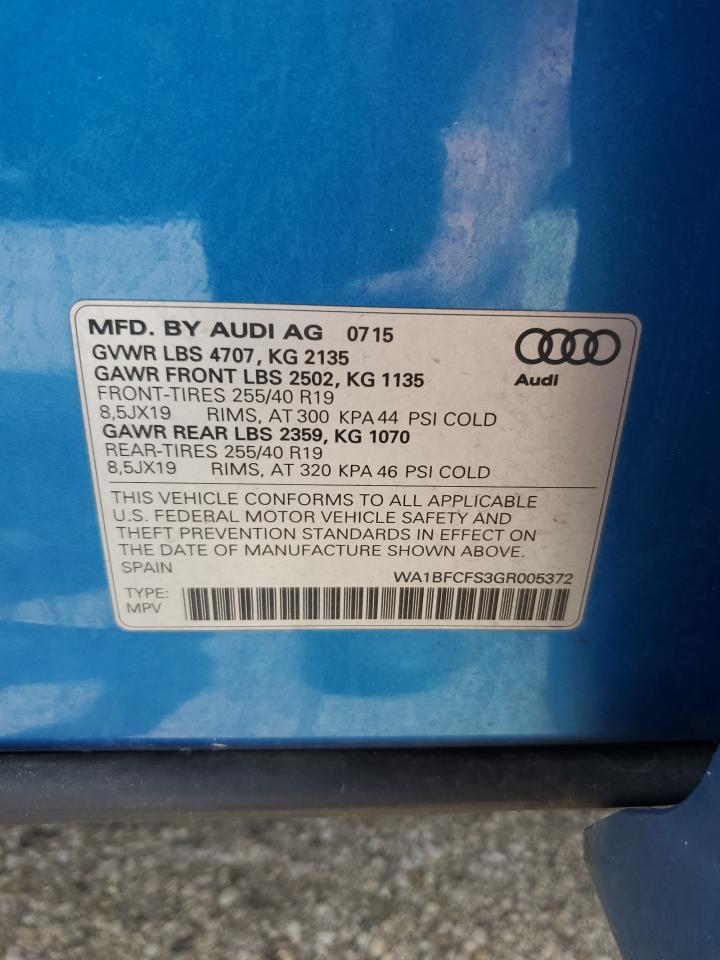 MFD. BY AUDI AG 07 15
GVWR LBS 4707, KG 2135
GAWR FRONT LBS 2502, KG 1135
FRONT-TIRES 255/40 R19
8,5JX19 RIMS, AT 300 KPA 44 PSI COLD
GAWR REAR LBS 2359, KG 1070
REAR-TIRES 255/40 R19
8,5JX19 RIMS, AT 320 KPA 46 PSI COLD
Audi
THIS VEHICLE CONFORMS TO ALL APPLICABLE
U.S. FEDERAL MOTOR VEHICLE SAFETY AND
THEFT PREVENTION STANDARDS IN EFFECT ON
THE DATE OF MANUFACTURE SHOWN ABOVE.
SPAIN
WA1BFCFS3GR005372
TYPE:
MPV